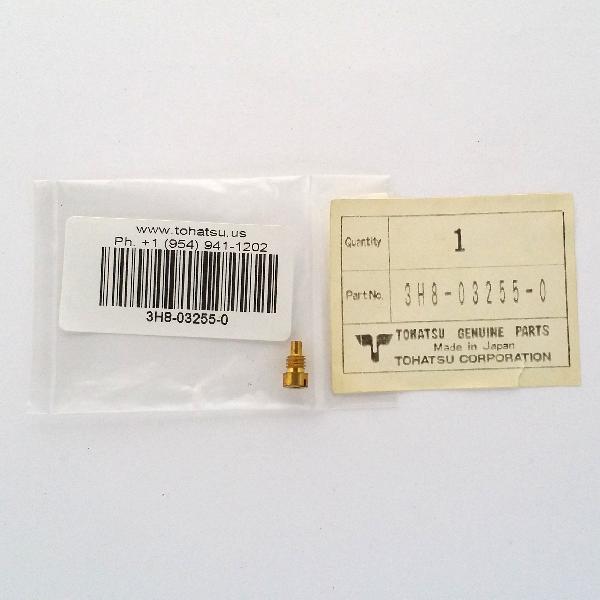 www.tohatsu.us
Ph. +1 (954) 941-1202
3H8-03255-0
Quantity 1
Part No. 3H8-03255-0
TOHATSU GENUINE PARTS
Made in Japan
TOHATSU CORPORATION